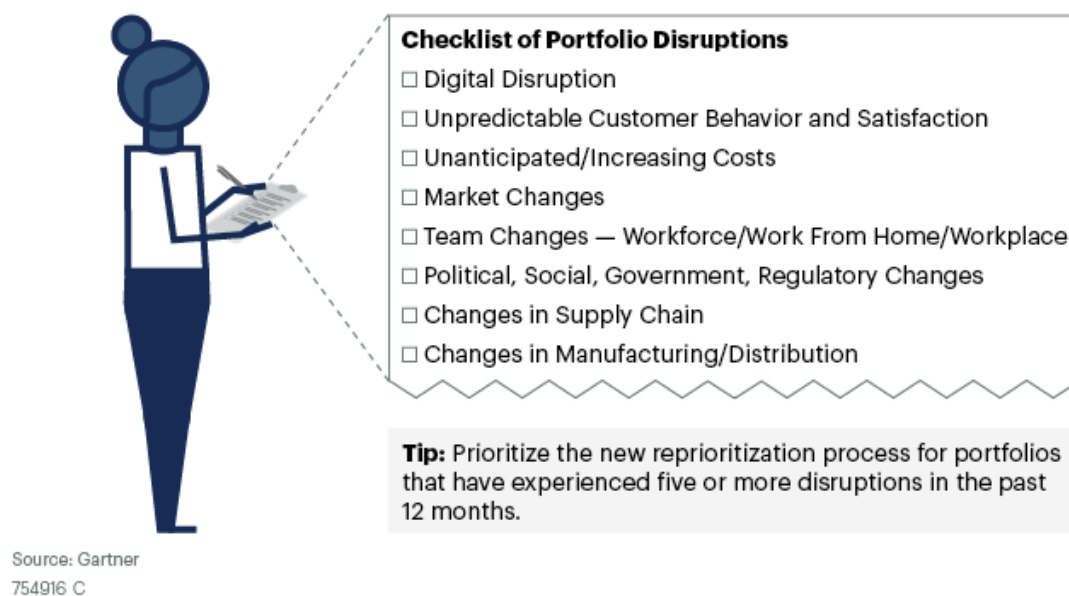 Checklist of Portfolio Disruptions
☐ Digital Disruption
☐ Unpredictable Customer Behavior and Satisfaction
☐ Unanticipated/Increasing Costs
☐ Market Changes
☐ Team Changes — Workforce/Work From Home/Workplace
☐ Political, Social, Government, Regulatory Changes
☐ Changes in Supply Chain
☐ Changes in Manufacturing/Distribution
Tip: Prioritize the new reprioritization process for portfolios
that have experienced five or more disruptions in the past
12 months.
Source: Gartner
754916 C